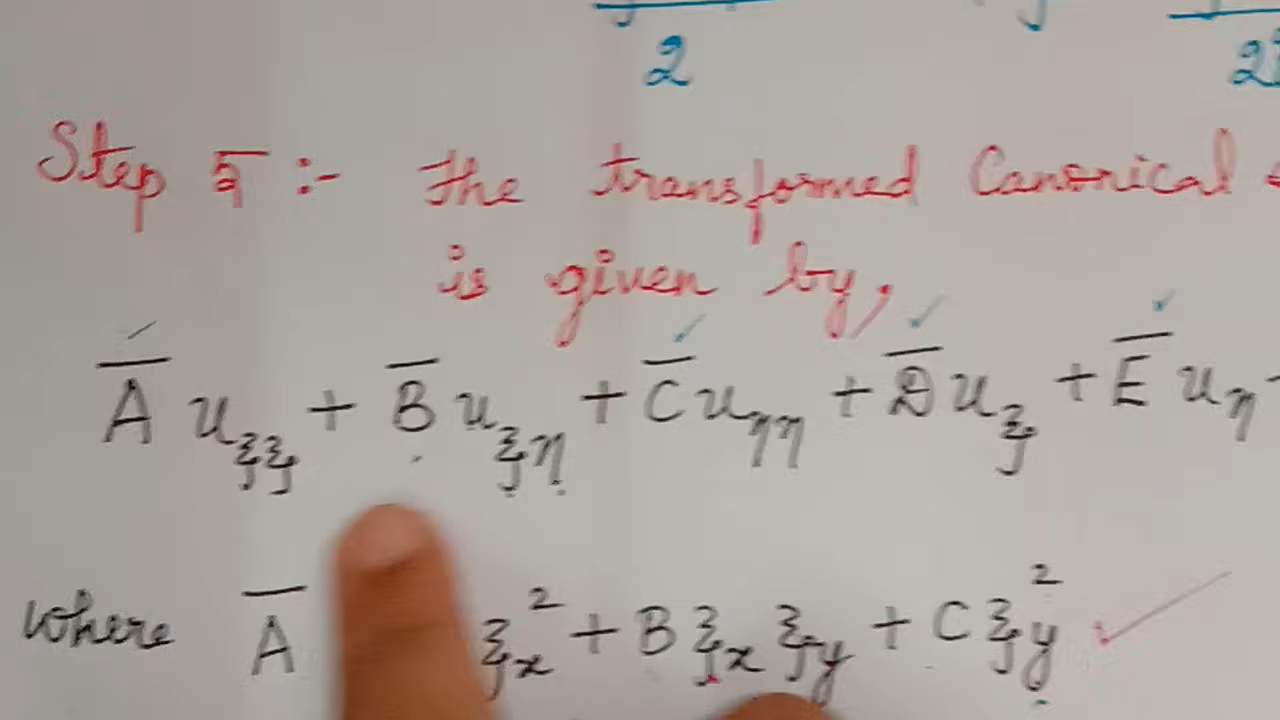 2 2
Step 5 :- The transformed Canonical
is given by,
A̅ u_ξξ + B̅ u_ξη + C̅ u_ηη + D̅ u_ξ + E̅ u_η +
where A̅ ξ_x² + B ξ_x ξ_y + C ξ_y²